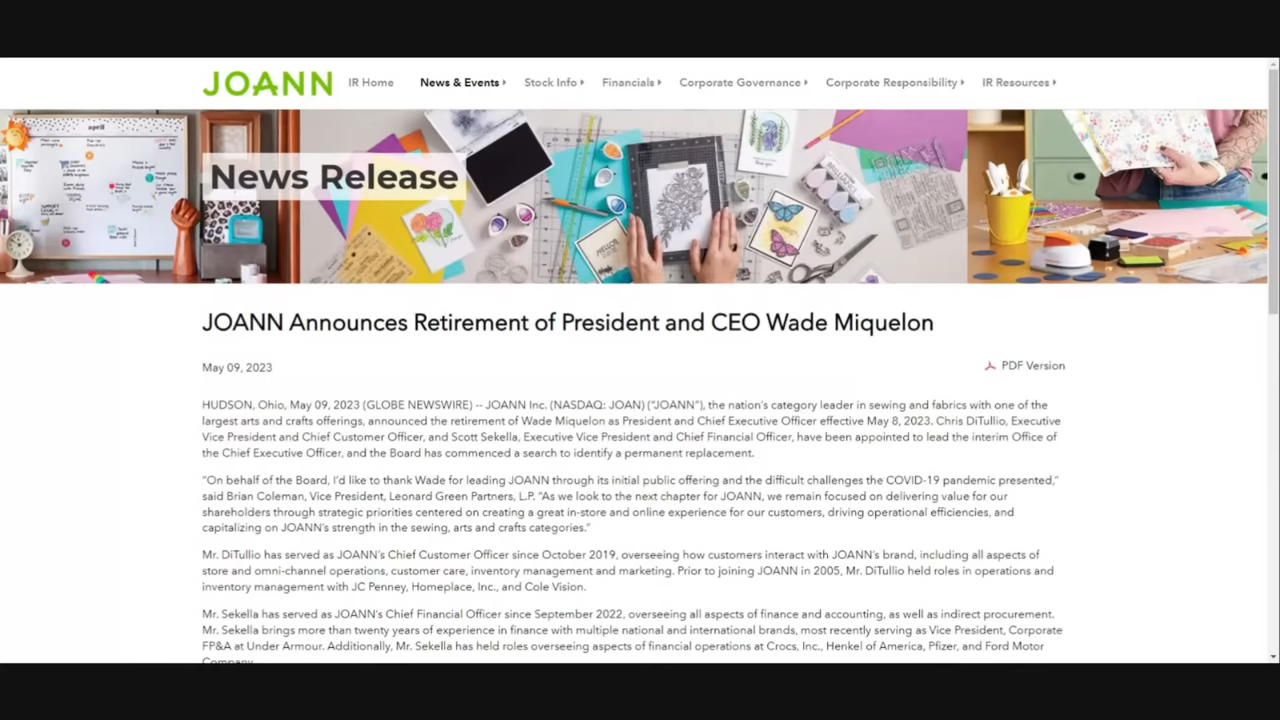 JOANN
IR Home
News & Events
Stock Info
Financials
Corporate Governance
Corporate Responsibility
IR Resources
april
News Release
JOANN Announces Retirement of President and CEO Wade Miquelon
May 09, 2023
PDF Version
HUDSON, Ohio, May 09, 2023 (GLOBE NEWSWIRE) -- JOANN Inc. (NASDAQ: JOAN) (“JOANN”), the nation’s category leader in sewing and fabrics with one of the
largest arts and crafts offerings, announced the retirement of Wade Miquelon as President and Chief Executive Officer effective May 8, 2023. Chris DiTullio, Executive
Vice President and Chief Customer Officer, and Scott Sekella, Executive Vice President and Chief Financial Officer, have been appointed to lead the interim Office of
the Chief Executive Officer, and the Board has commenced a search to identify a permanent replacement.
“On behalf of the Board, I’d like to thank Wade for leading JOANN through its initial public offering and the difficult challenges the COVID-19 pandemic presented,”
said Brian Coleman, Vice President, Leonard Green Partners, L.P. “As we look to the next chapter for JOANN, we remain focused on delivering value for our
shareholders through strategic priorities centered on creating a great in-store and online experience for our customers, driving operational efficiencies, and
capitalizing on JOANN’s strength in the sewing, arts and crafts categories.”
Mr. DiTullio has served as JOANN’s Chief Customer Officer since October 2019, overseeing how customers interact with JOANN’s brand, including all aspects of
store and omni-channel operations, customer care, inventory management and marketing. Prior to joining JOANN in 2005, Mr. DiTullio held roles in operations and
inventory management with JC Penney, Homeplace, Inc., and Cole Vision.
Mr. Sekella has served as JOANN’s Chief Financial Officer since September 2022, overseeing all aspects of finance and accounting, as well as indirect procurement.
Mr. Sekella brings more than twenty years of experience in finance with multiple national and international brands, most recently serving as Vice President, Corporate
FP&A at Under Armour. Additionally, Mr. Sekella has held roles overseeing aspects of financial operations at Crocs, Inc., Henkel of America, Pfizer, and Ford Motor
Company.